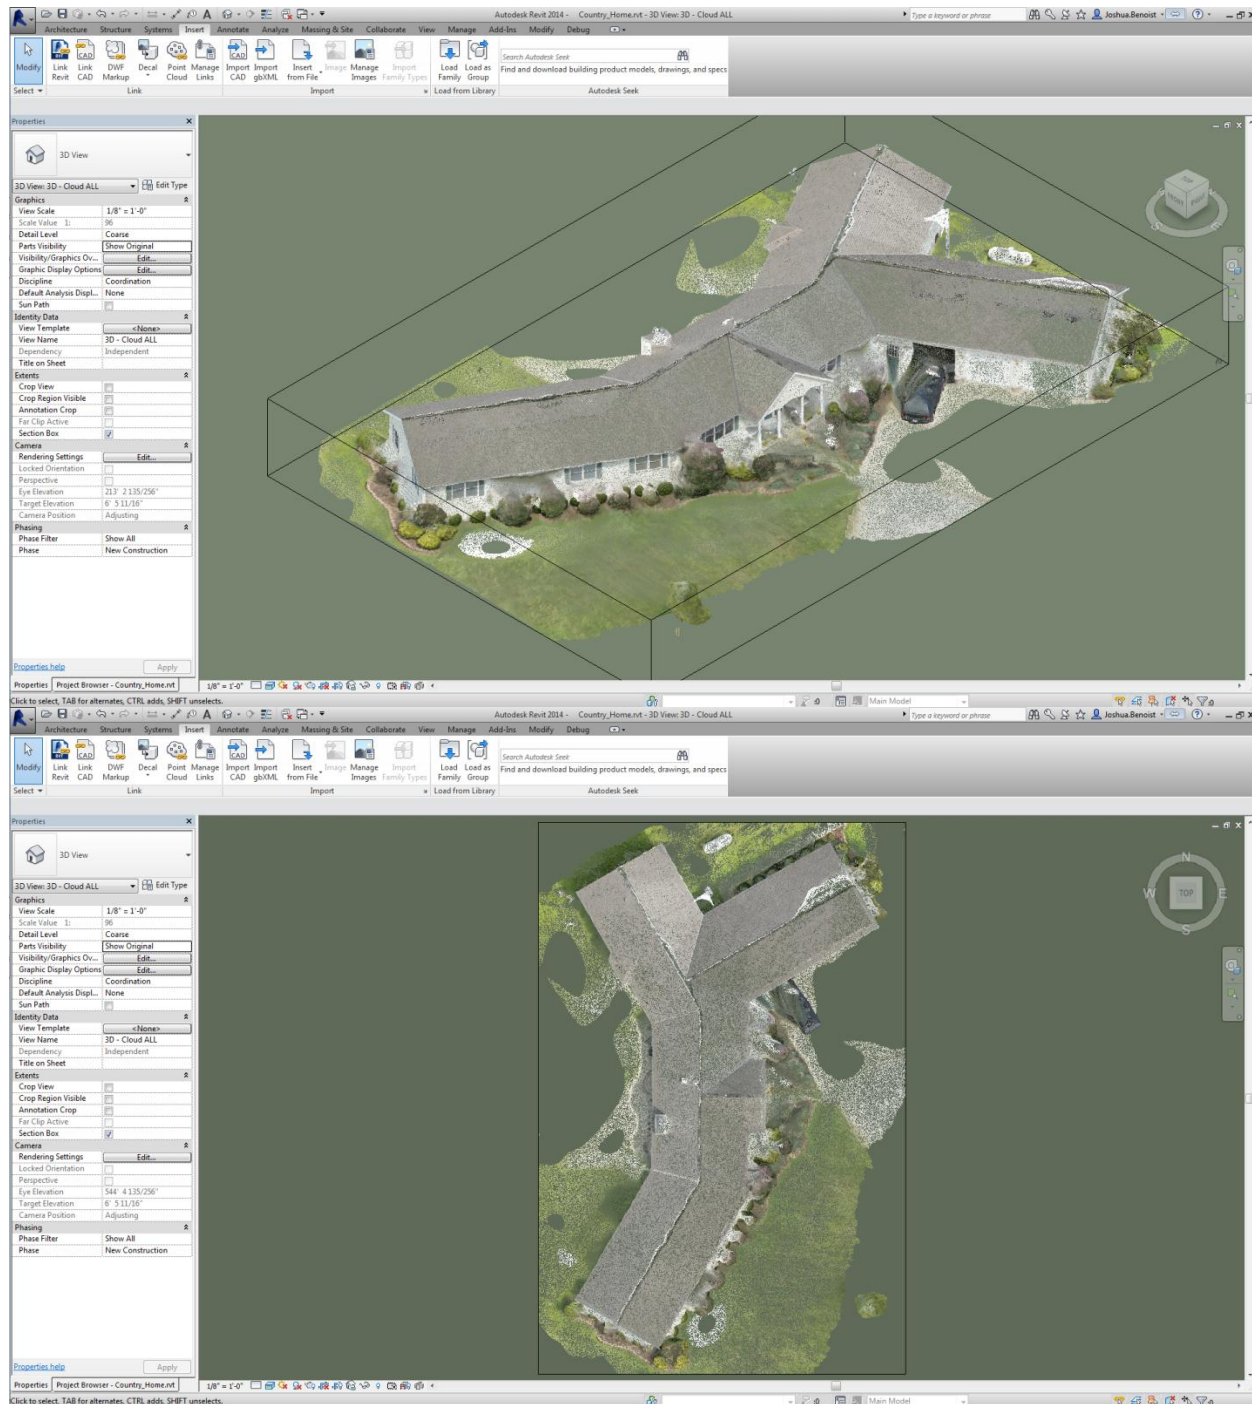 Autodesk Revit 2014 - Country_Home.rvt - 3D View: 3D - Cloud ALL
Type a keyword or phrase
Joshua.Benoist
Architecture Structure Systems Insert Annotate Analyze Massing & Site Collaborate View Manage Add-Ins Modify Debug
Modify Link Revit Link CAD DWF Markup Decal Point Cloud Manage Links Import CAD Import gbXML Insert from File Image Manage Images Import Family Types Load Family Load as Group
Search Autodesk Seek
Find and download building product models, drawings, and specs
Select Link Import Load from Library Autodesk Seek
Properties
3D View
3D View: 3D - Cloud ALL Edit Type
Graphics
View Scale 1/8" = 1'-0"
Scale Value 1: 96
Detail Level Coarse
Parts Visibility Show Original
Visibility/Graphics Ov... Edit...
Graphic Display Options Edit...
Discipline Coordination
Default Analysis Displ... None
Sun Path
Identity Data
View Template <None>
View Name 3D - Cloud ALL
Dependency Independent
Title on Sheet
Extents
Crop View
Crop Region Visible
Annotation Crop
Far Clip Active
Section Box
Camera
Rendering Settings Edit...
Locked Orientation
Perspective
Eye Elevation 213' 2 135/256"
Target Elevation 6' 5 11/16"
Camera Position Adjusting
Phasing
Phase Filter Show All
Phase New Construction
Properties help Apply
Properties Project Browser - Country_Home.rvt
1/8" = 1'-0"
Click to select, TAB for alternates, CTRL adds, SHIFT unselects.
Main Model
Autodesk Revit 2014 - Country_Home.rvt - 3D View: 3D - Cloud ALL
Type a keyword or phrase
Joshua.Benoist
Architecture Structure Systems Insert Annotate Analyze Massing & Site Collaborate View Manage Add-Ins Modify Debug
Modify Link Revit Link CAD DWF Markup Decal Point Cloud Manage Links Import CAD Import gbXML Insert from File Image Manage Images Import Family Types Load Family Load as Group
Search Autodesk Seek
Find and download building product models, drawings, and specs
Select Link Import Load from Library Autodesk Seek
Properties
3D View
3D View: 3D - Cloud ALL Edit Type
Graphics
View Scale 1/8" = 1'-0"
Scale Value 1: 96
Detail Level Coarse
Parts Visibility Show Original
Visibility/Graphics Ov... Edit...
Graphic Display Options Edit...
Discipline Coordination
Default Analysis Displ... None
Sun Path
Identity Data
View Template <None>
View Name 3D - Cloud ALL
Dependency Independent
Title on Sheet
Extents
Crop View
Crop Region Visible
Annotation Crop
Far Clip Active
Section Box
Camera
Rendering Settings Edit...
Locked Orientation
Perspective
Eye Elevation 544' 4 135/256"
Target Elevation 6' 5 11/16"
Camera Position Adjusting
Phasing
Phase Filter Show All
Phase New Construction
N
W TOP E
S
Properties help Apply
Properties Project Browser - Country_Home.rvt
1/8" = 1'-0"
Click to select, TAB for alternates, CTRL adds, SHIFT unselects.
Main Model